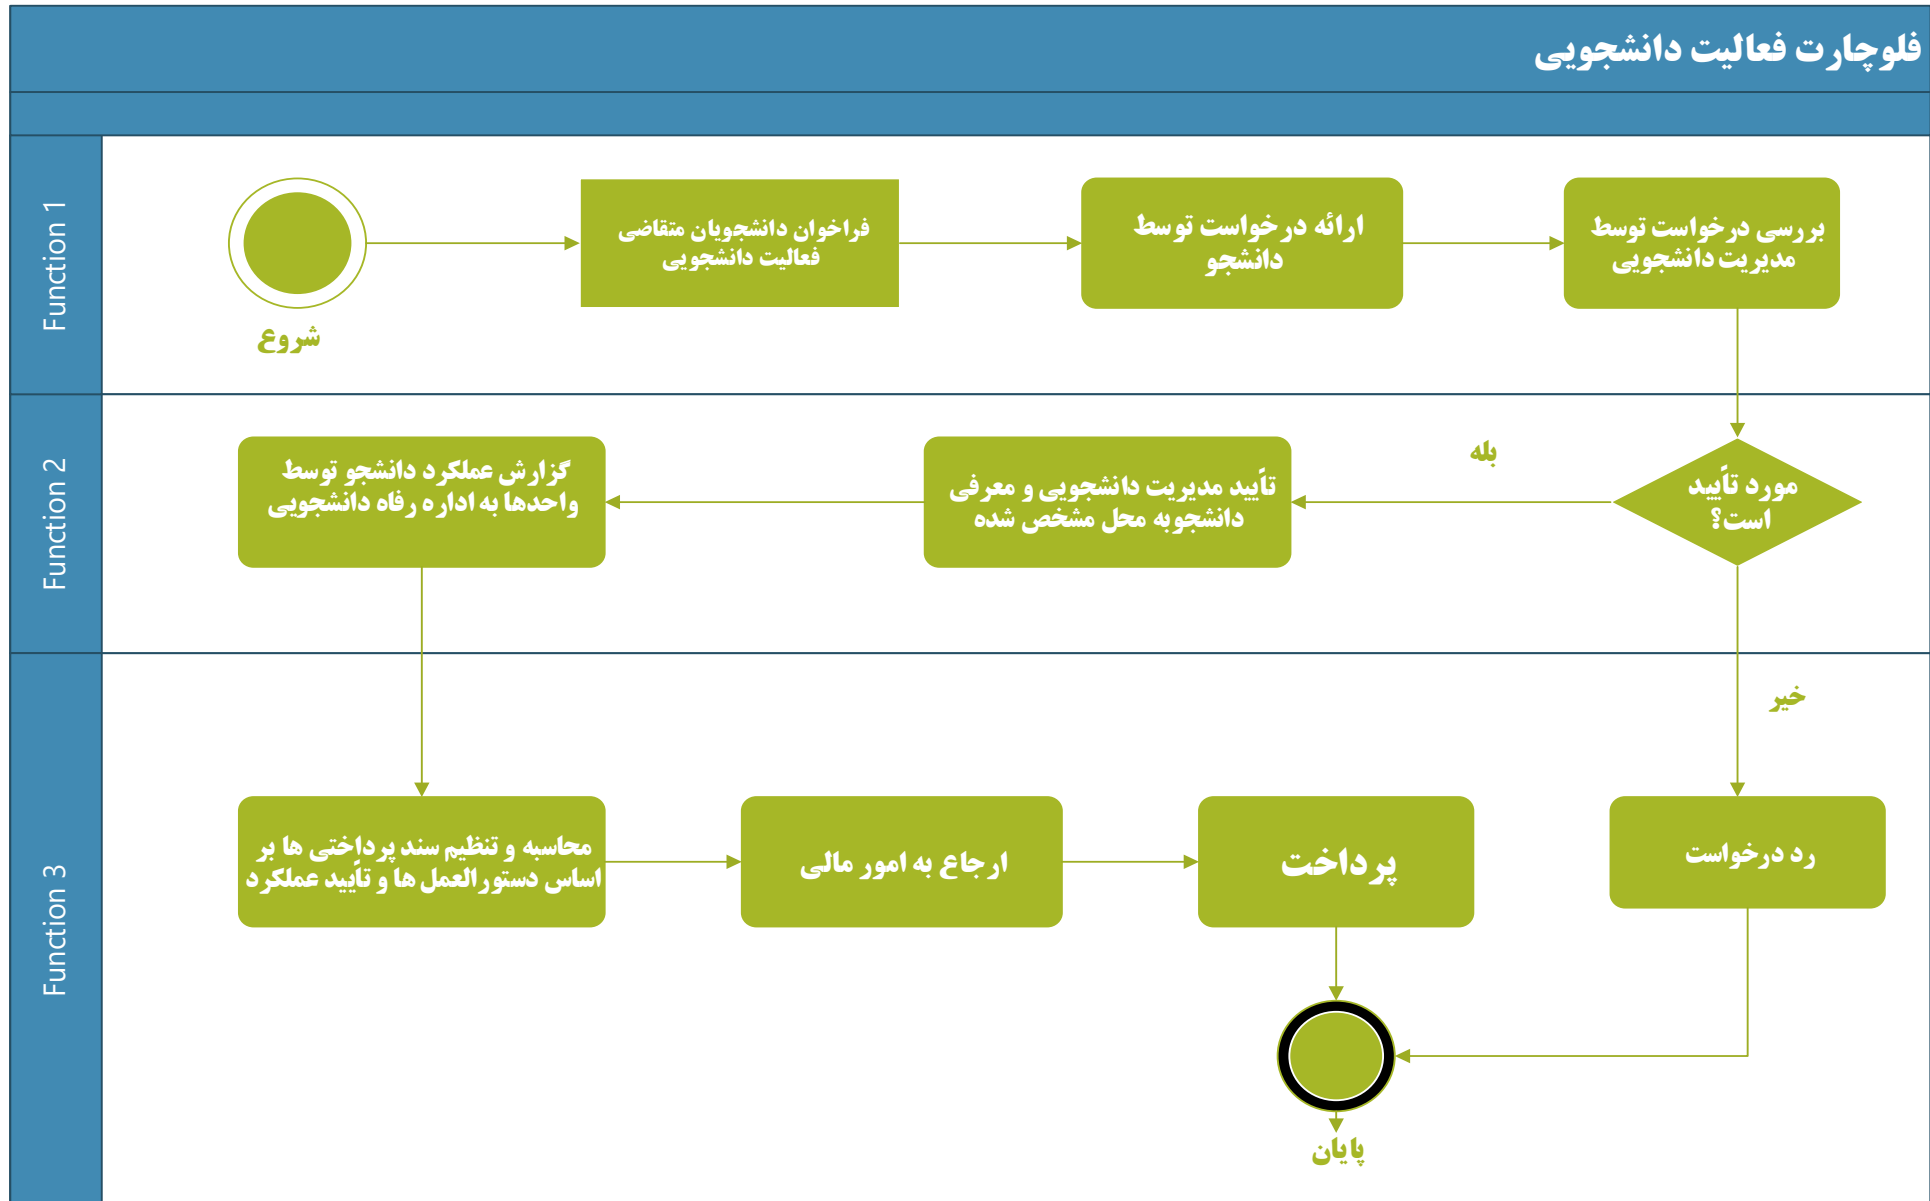 فلوچارت فعالیت دانشجویی
Function 1
شروع
فراخوان دانشجویان متقاضی
فعالیت دانشجویی
ارائه درخواست توسط
دانشجو
بررسی درخواست توسط
مدیریت دانشجویی
Function 2
مورد تأیید
است؟
بله
تأیید مدیریت دانشجویی و معرفی
دانشجوبه محل مشخص شده
گزارش عملکرد دانشجو توسط
واحدها به اداره رفاه دانشجویی
Function 3
خیر
محاسبه و تنظیم سند پرداختی ها بر
اساس دستورالعمل ها و تأیید عملکرد
ارجاع به امور مالی
پرداخت
رد درخواست
پایان